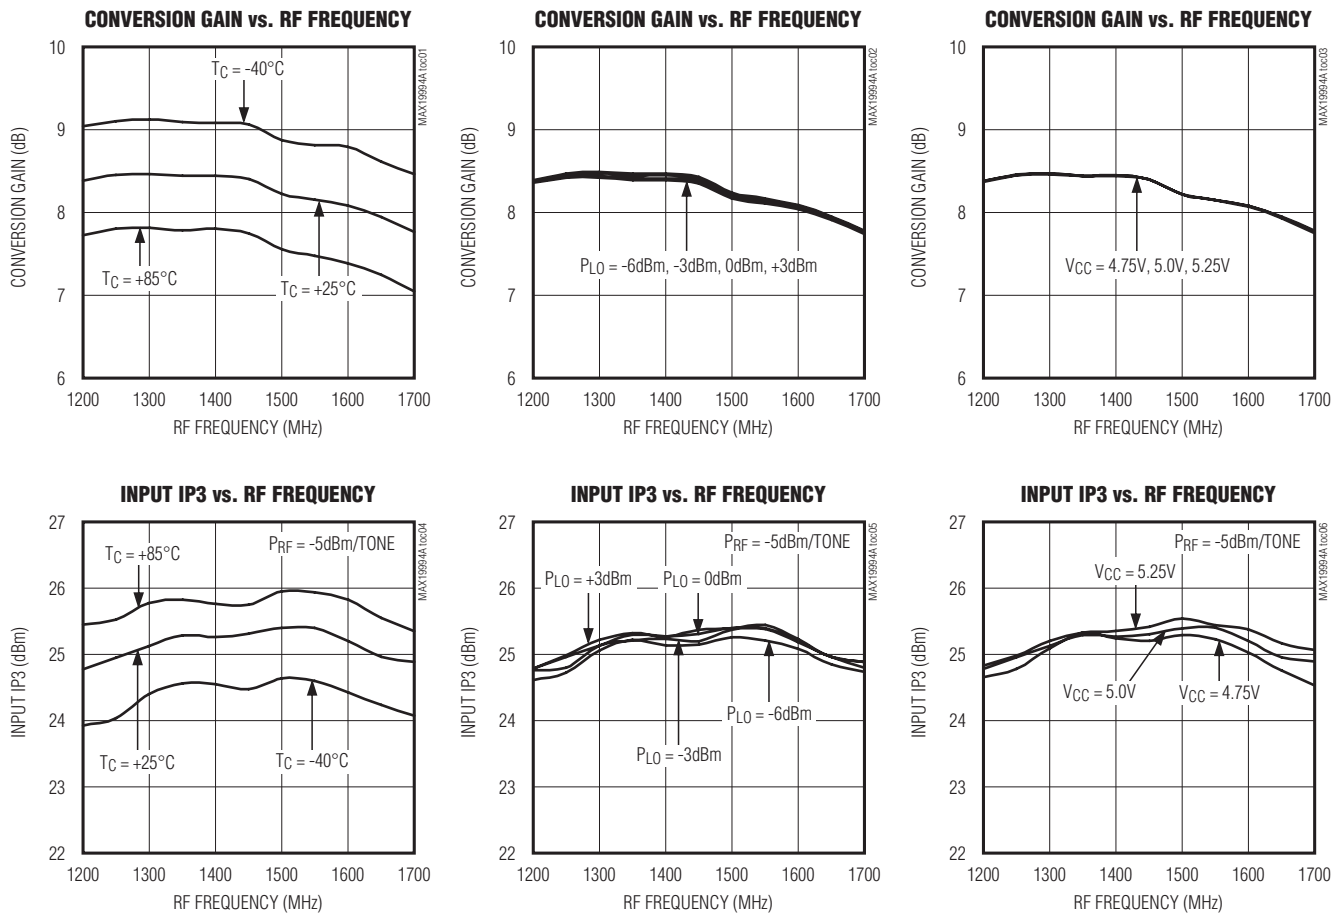 CONVERSION GAIN vs. RF FREQUENCY
MAX19994A toc01
CONVERSION GAIN (dB)
10
9
8
7
6
TC = -40°C
TC = +85°C
TC = +25°C
1200 1300 1400 1500 1600 1700
RF FREQUENCY (MHz)
CONVERSION GAIN vs. RF FREQUENCY
MAX19994A toc02
CONVERSION GAIN (dB)
10
9
8
7
6
PLO = -6dBm, -3dBm, 0dBm, +3dBm
1200 1300 1400 1500 1600 1700
RF FREQUENCY (MHz)
CONVERSION GAIN vs. RF FREQUENCY
MAX19994A toc03
CONVERSION GAIN (dB)
10
9
8
7
6
VCC = 4.75V, 5.0V, 5.25V
1200 1300 1400 1500 1600 1700
RF FREQUENCY (MHz)
INPUT IP3 vs. RF FREQUENCY
MAX19994A toc04
INPUT IP3 (dBm)
27
26
25
24
23
22
PRF = -5dBm/TONE
TC = +85°C
TC = +25°C
TC = -40°C
1200 1300 1400 1500 1600 1700
RF FREQUENCY (MHz)
INPUT IP3 vs. RF FREQUENCY
MAX19994A toc05
INPUT IP3 (dBm)
27
26
25
24
23
22
PRF = -5dBm/TONE
PLO = +3dBm
PLO = 0dBm
PLO = -6dBm
PLO = -3dBm
1200 1300 1400 1500 1600 1700
RF FREQUENCY (MHz)
INPUT IP3 vs. RF FREQUENCY
MAX19994A toc06
INPUT IP3 (dBm)
27
26
25
24
23
22
PRF = -5dBm/TONE
VCC = 5.25V
VCC = 5.0V
VCC = 4.75V
1200 1300 1400 1500 1600 1700
RF FREQUENCY (MHz)